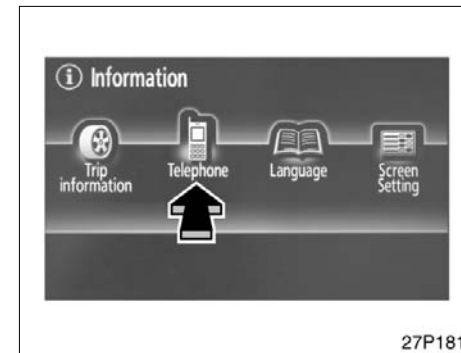 i Information
Trip
information
Telephone
Language
Screen
Setting
27P181